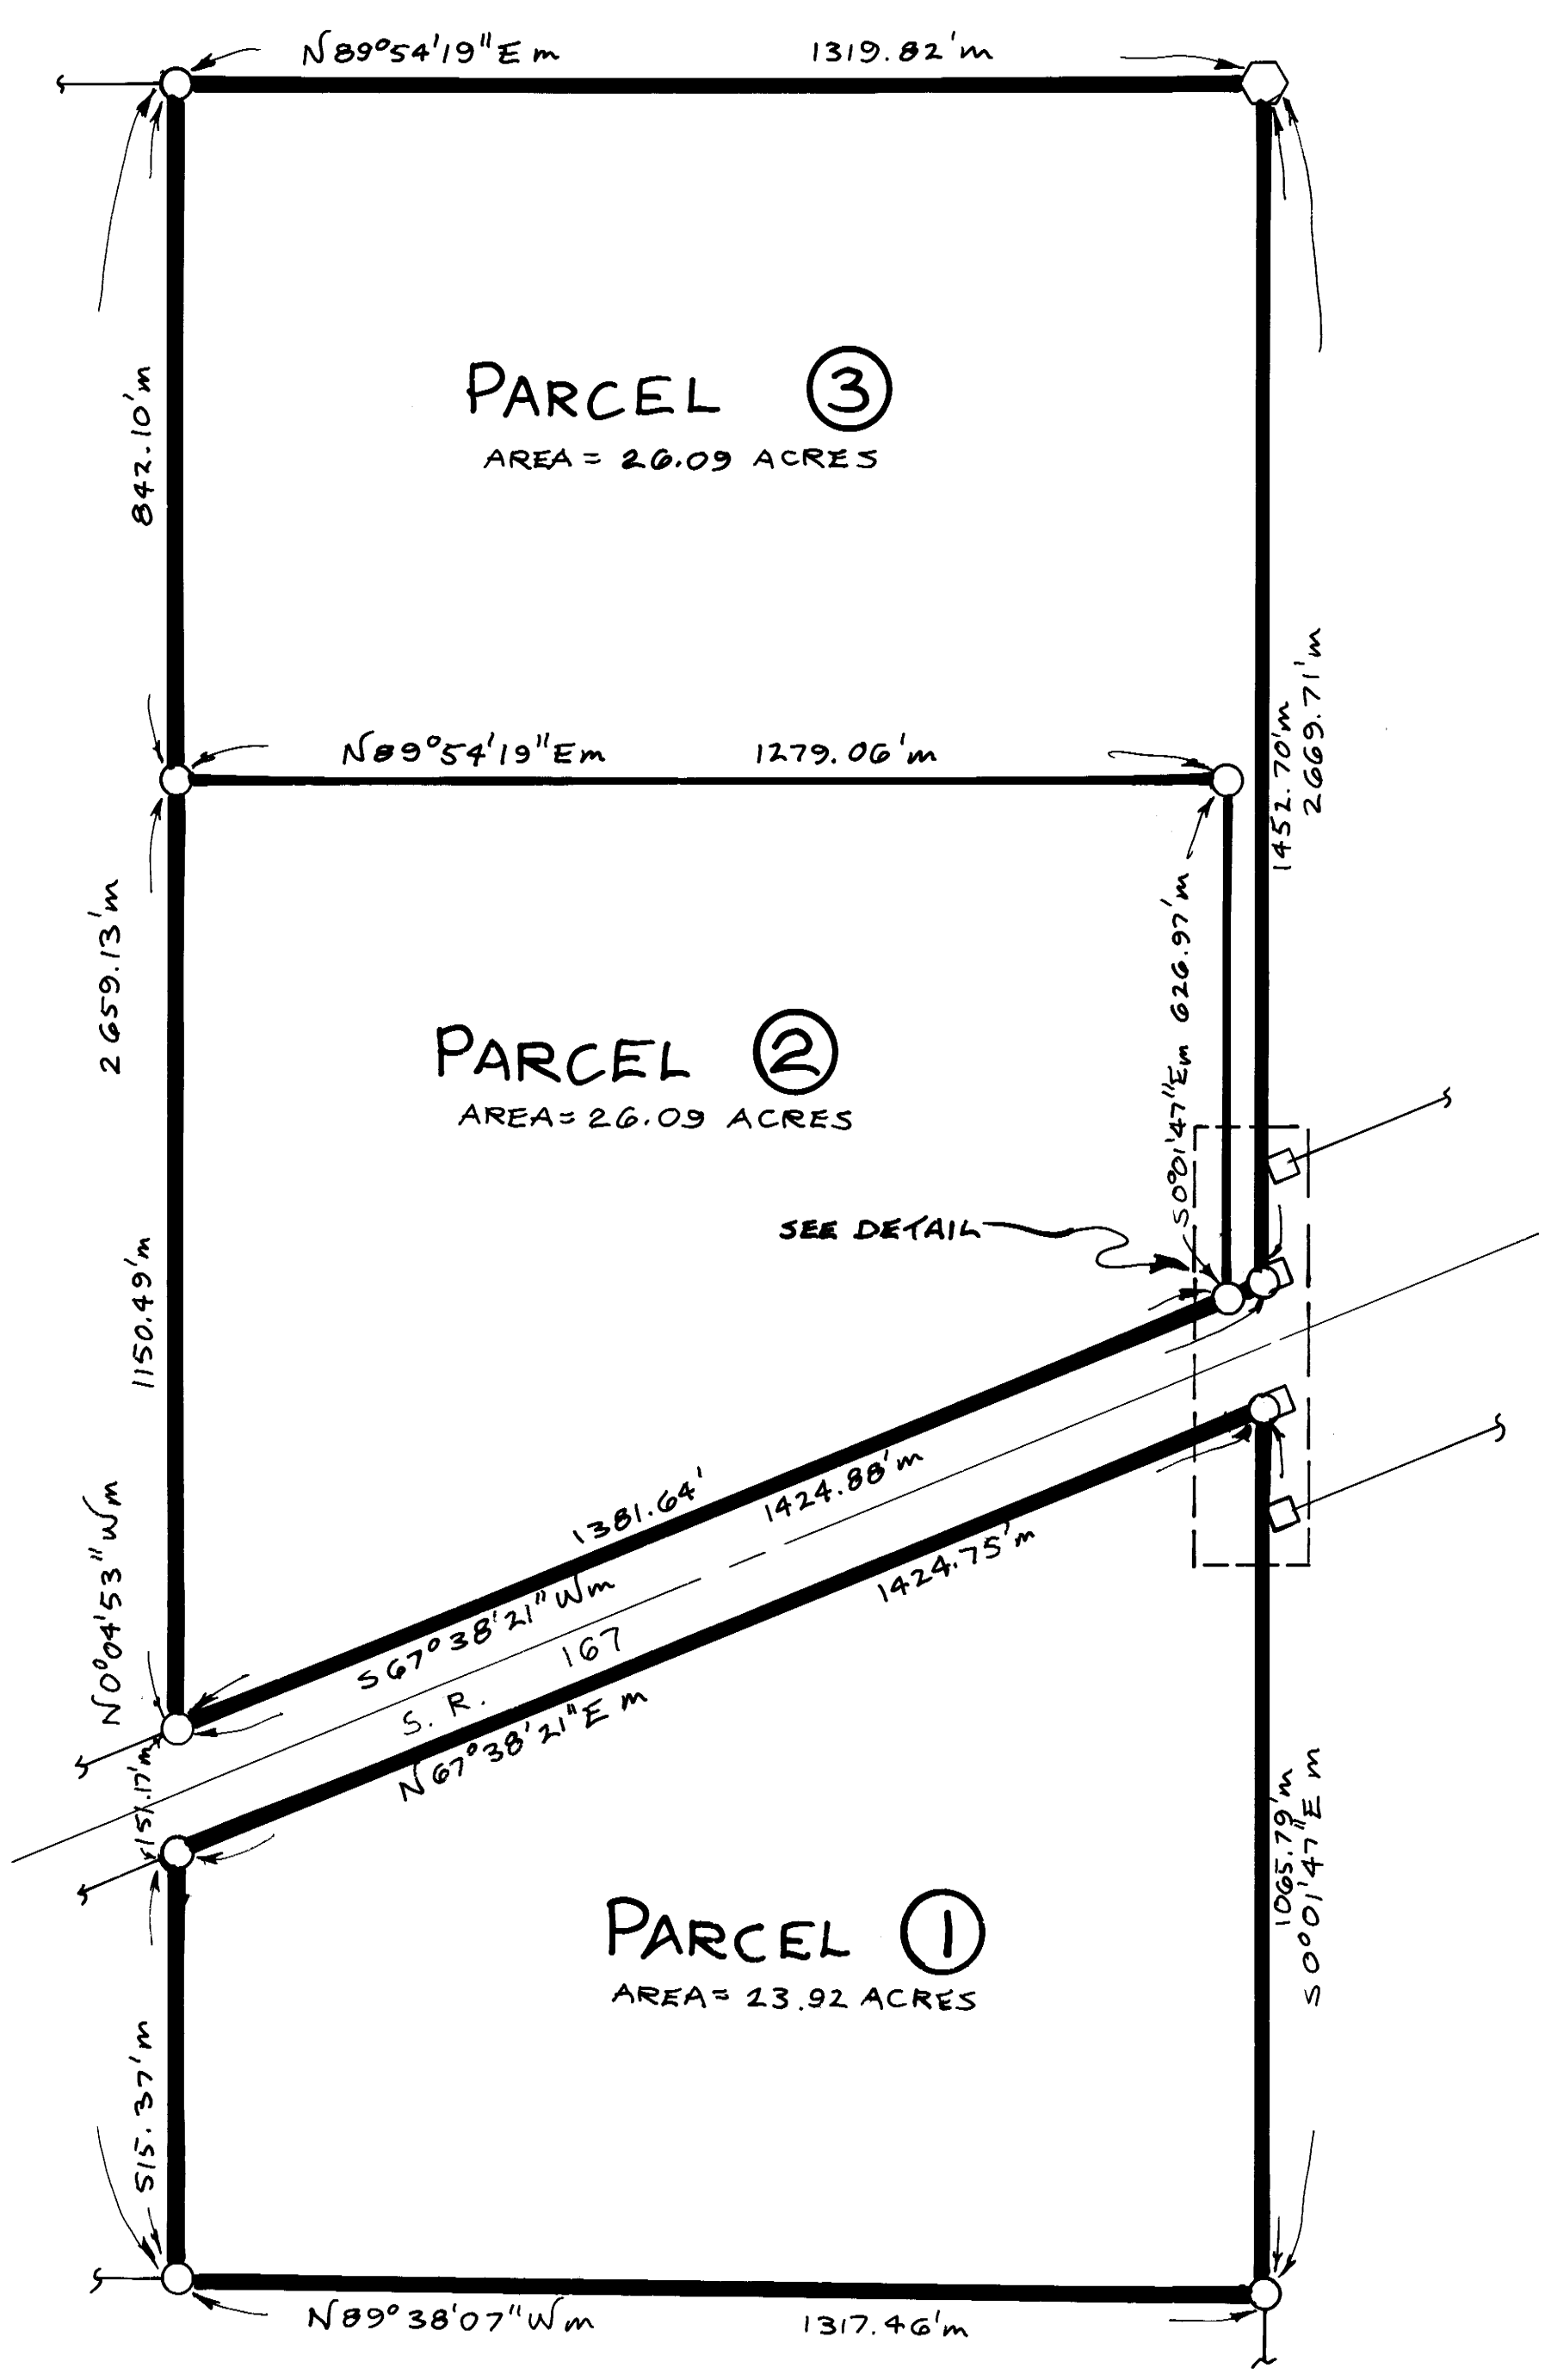 N89°54'19"E m 1319.82'm
842.10'm
PARCEL 3
AREA = 26.09 ACRES
1452.70'm
2669.71'm
N89°54'19"E m 1279.06'm
2659.13'm
1150.49'm
S0°01'47"E m 626.97'm
PARCEL 2
AREA = 26.09 ACRES
SEE DETAIL
N0°04'53"W m
1381.64'
1424.88'm
S67°38'21"W m
S. R. 167
1424.75'm
N67°38'21"E m
151.17'm
1065.79'm
S0°01'47"E m
PARCEL 1
AREA = 23.92 ACRES
515.37'm
N89°38'07"W m 1317.46'm